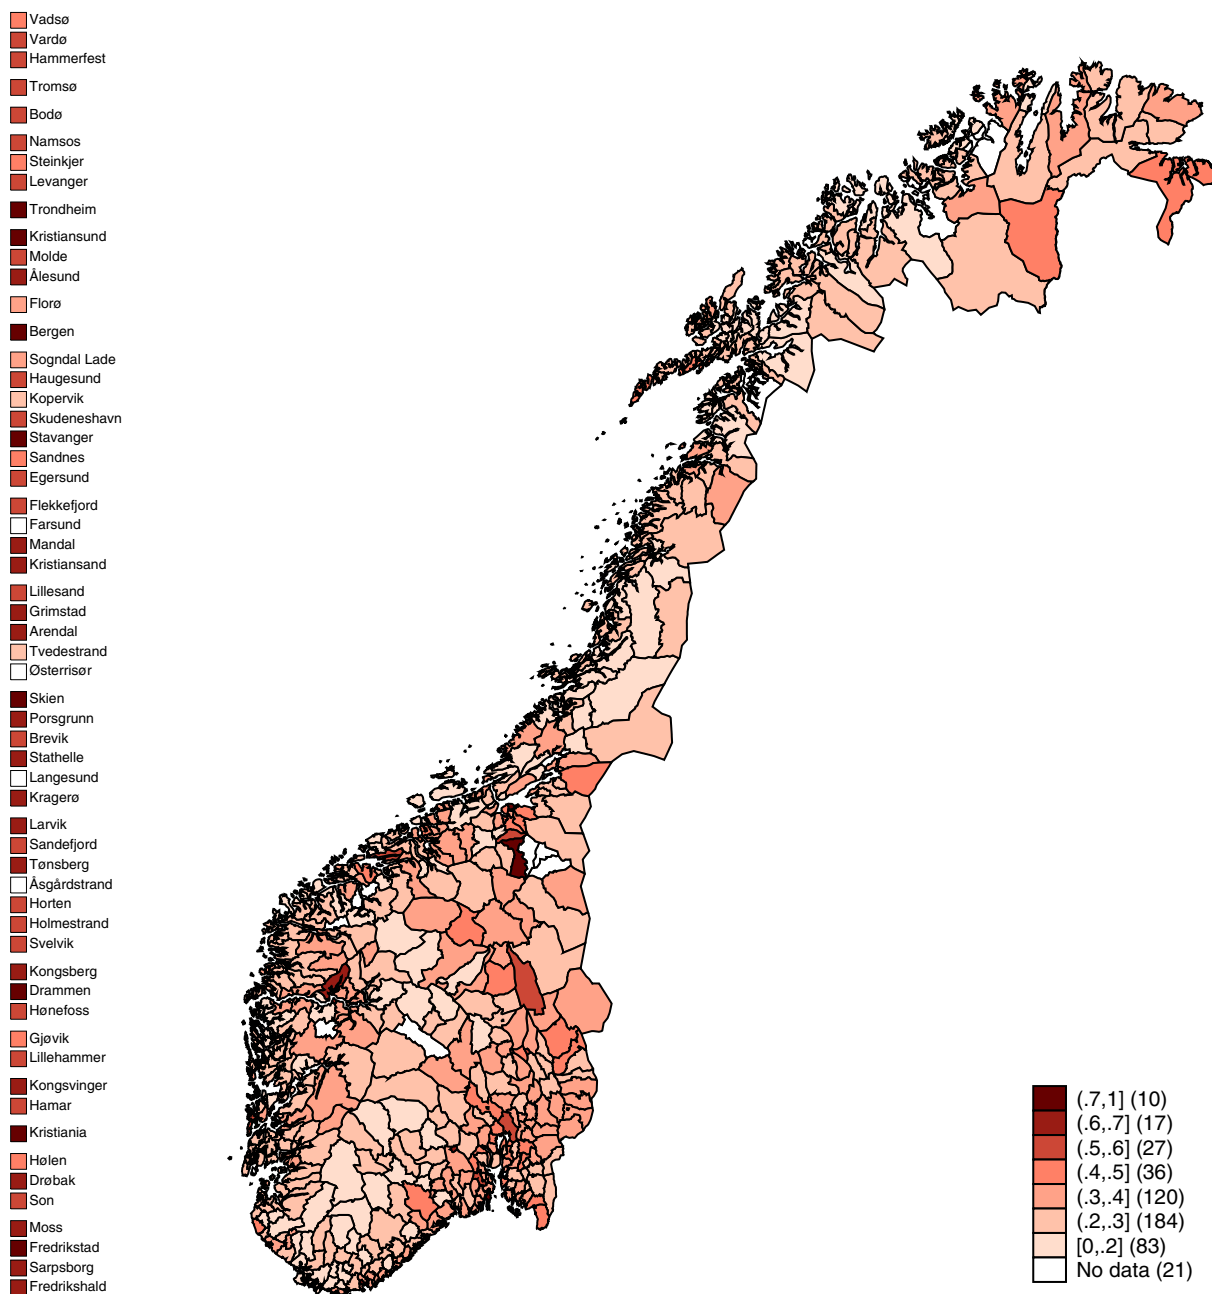 Vadsø
Vardø
Hammerfest
Tromsø
Bodø
Namsos
Steinkjer
Levanger
Trondheim
Kristiansund
Molde
Ålesund
Florø
Bergen
Sogndal Lade
Haugesund
Kopervik
Skudeneshavn
Stavanger
Sandnes
Egersund
Flekkefjord
Farsund
Mandal
Kristiansand
Lillesand
Grimstad
Arendal
Tvedestrand
Østerrisør
Skien
Porsgrunn
Brevik
Stathelle
Langesund
Kragerø
Larvik
Sandefjord
Tønsberg
Åsgårdstrand
Horten
Holmestrand
Svelvik
Kongsberg
Drammen
Hønefoss
Gjøvik
Lillehammer
Kongsvinger
Hamar
Kristiania
Hølen
Drøbak
Son
Moss
Fredrikstad
Sarpsborg
Fredrikshald
(.7,1] (10)
(.6,.7] (17)
(.5,.6] (27)
(.4,.5] (36)
(.3,.4] (120)
(.2,.3] (184)
[0,.2] (83)
No data (21)